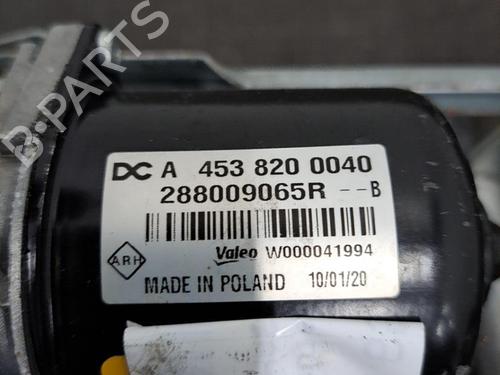 B-PARTS
DC A 453 820 0040
288009065R --B
Valeo W000041994
ARH
MADE IN POLAND 10/01/20